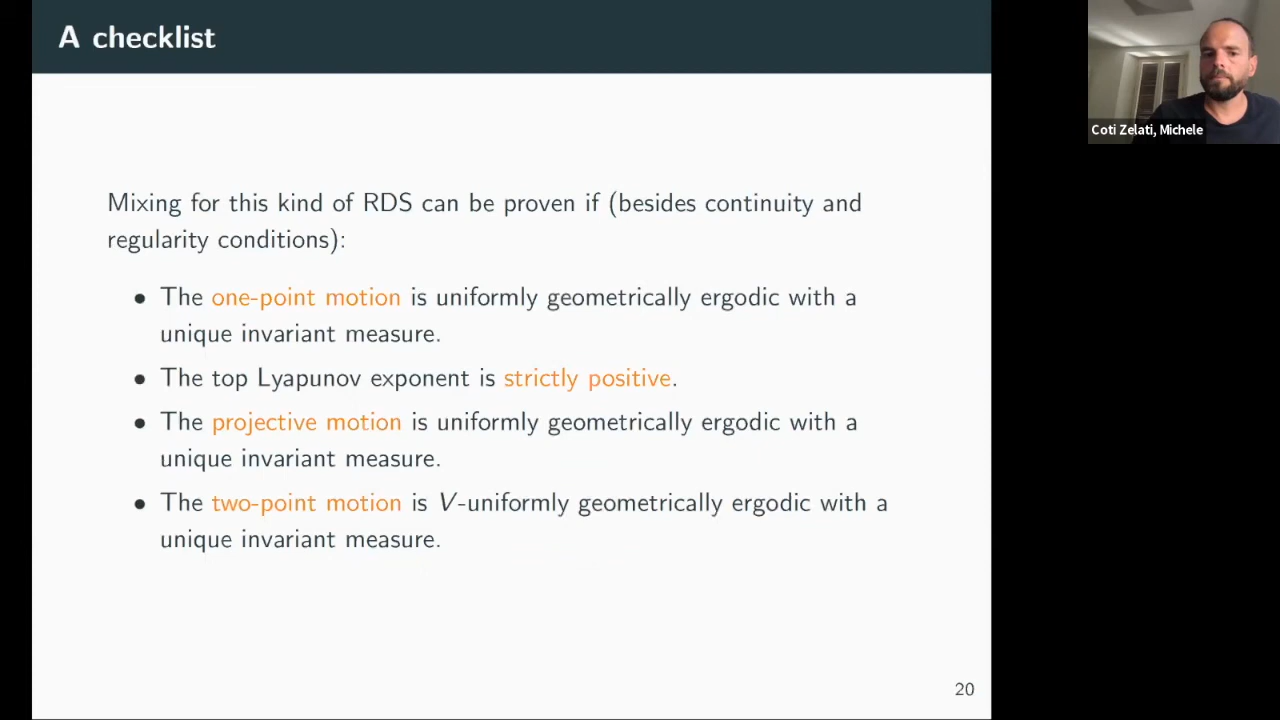 A checklist
Mixing for this kind of RDS can be proven if (besides continuity and
regularity conditions):
• The one-point motion is uniformly geometrically ergodic with a
unique invariant measure.
• The top Lyapunov exponent is strictly positive.
• The projective motion is uniformly geometrically ergodic with a
unique invariant measure.
• The two-point motion is V-uniformly geometrically ergodic with a
unique invariant measure.
20
Coti Zelati, Michele